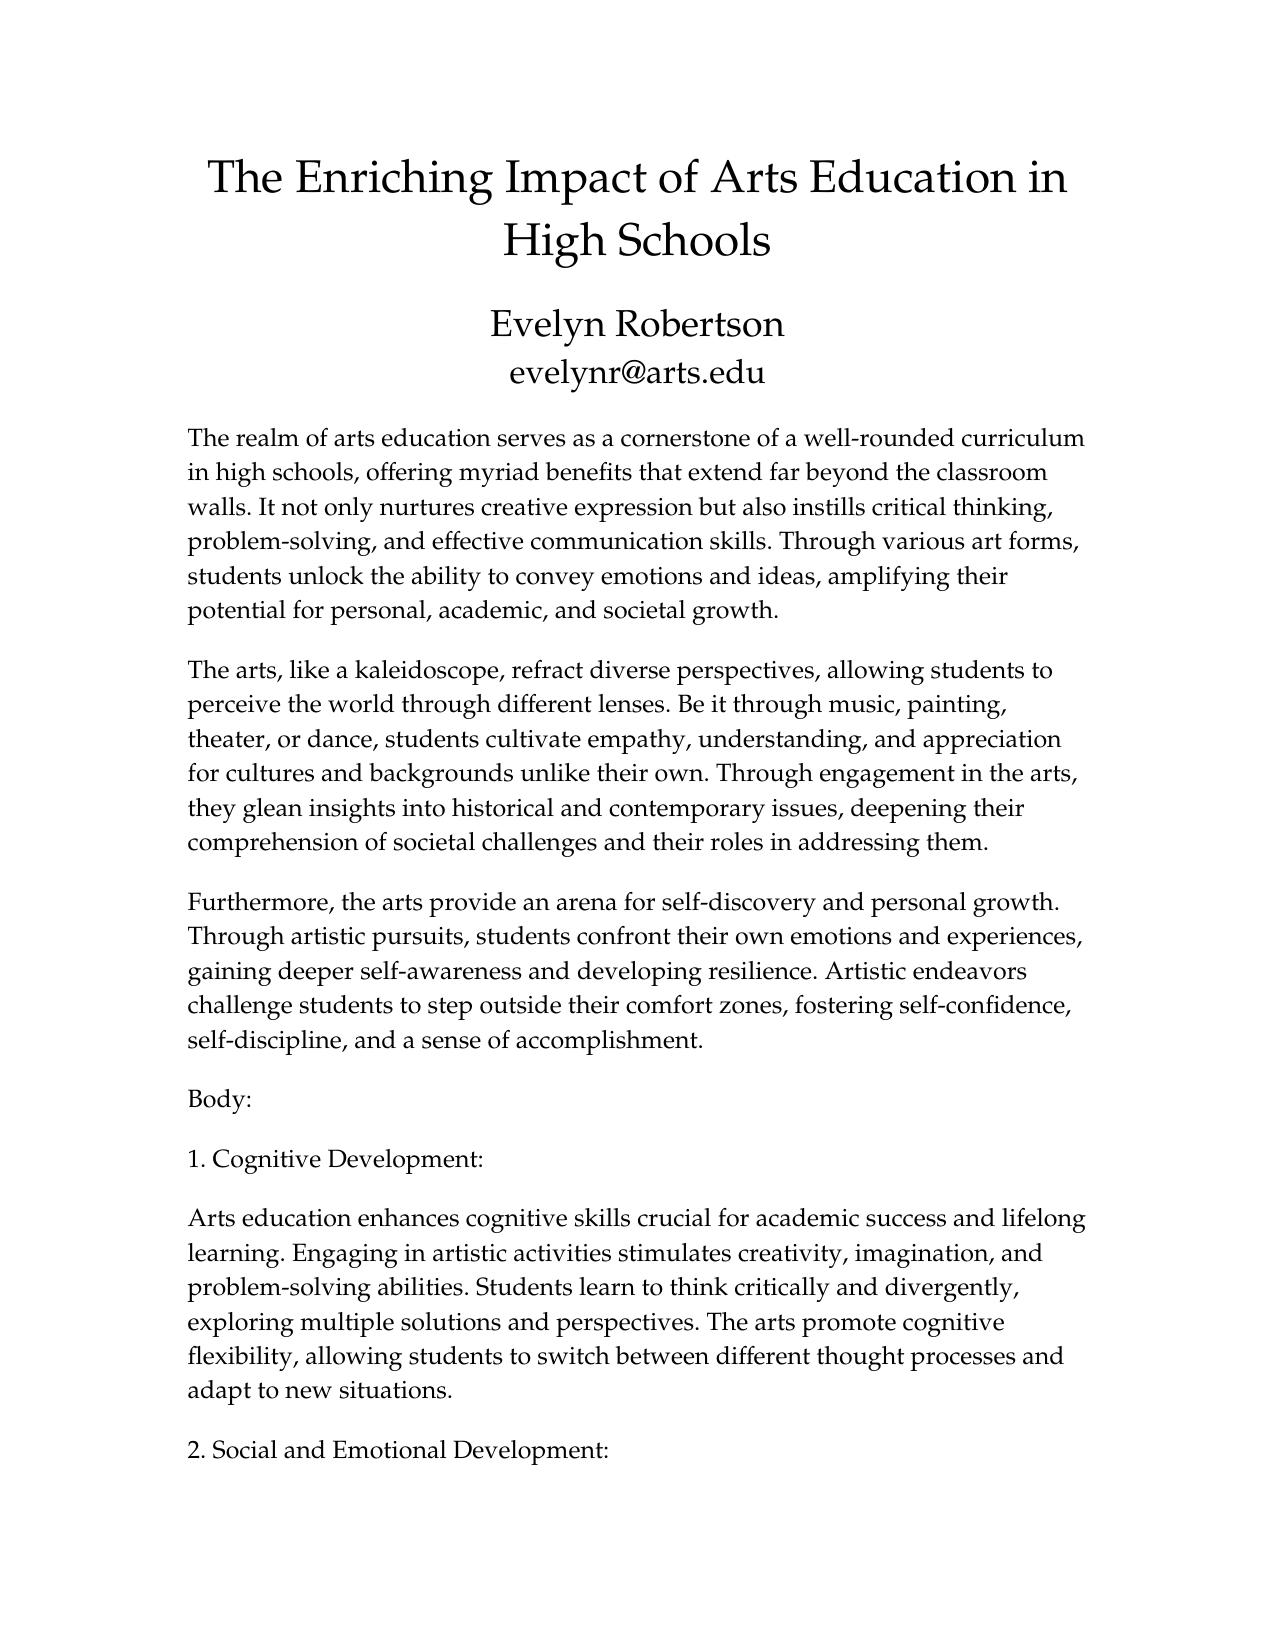 The Enriching Impact of Arts Education in
High Schools
Evelyn Robertson
evelynr@arts.edu
The realm of arts education serves as a cornerstone of a well-rounded curriculum
in high schools, offering myriad benefits that extend far beyond the classroom
walls. It not only nurtures creative expression but also instills critical thinking,
problem-solving, and effective communication skills. Through various art forms,
students unlock the ability to convey emotions and ideas, amplifying their
potential for personal, academic, and societal growth.
The arts, like a kaleidoscope, refract diverse perspectives, allowing students to
perceive the world through different lenses. Be it through music, painting,
theater, or dance, students cultivate empathy, understanding, and appreciation
for cultures and backgrounds unlike their own. Through engagement in the arts,
they glean insights into historical and contemporary issues, deepening their
comprehension of societal challenges and their roles in addressing them.
Furthermore, the arts provide an arena for self-discovery and personal growth.
Through artistic pursuits, students confront their own emotions and experiences,
gaining deeper self-awareness and developing resilience. Artistic endeavors
challenge students to step outside their comfort zones, fostering self-confidence,
self-discipline, and a sense of accomplishment.
Body:
1. Cognitive Development:
Arts education enhances cognitive skills crucial for academic success and lifelong
learning. Engaging in artistic activities stimulates creativity, imagination, and
problem-solving abilities. Students learn to think critically and divergently,
exploring multiple solutions and perspectives. The arts promote cognitive
flexibility, allowing students to switch between different thought processes and
adapt to new situations.
2. Social and Emotional Development: